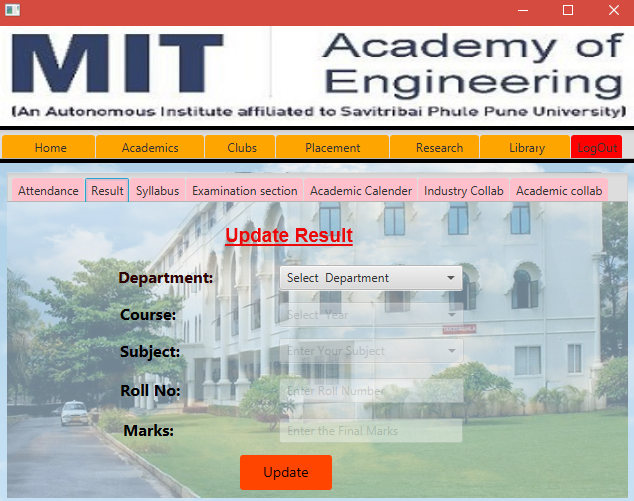 MIT Academy of
Engineering
(An Autonomous Institute affiliated to Savitribai Phule Pune University)
Home Academics Clubs Placement Research Library LogOut
Attendance Result Syllabus Examination section Academic Calender Industry Collab Academic collab
Update Result
Department: Select Department
Course: Select Year
Subject: Enter Your Subject
Roll No: Enter Roll Number
Marks: Enter the Final Marks
Update